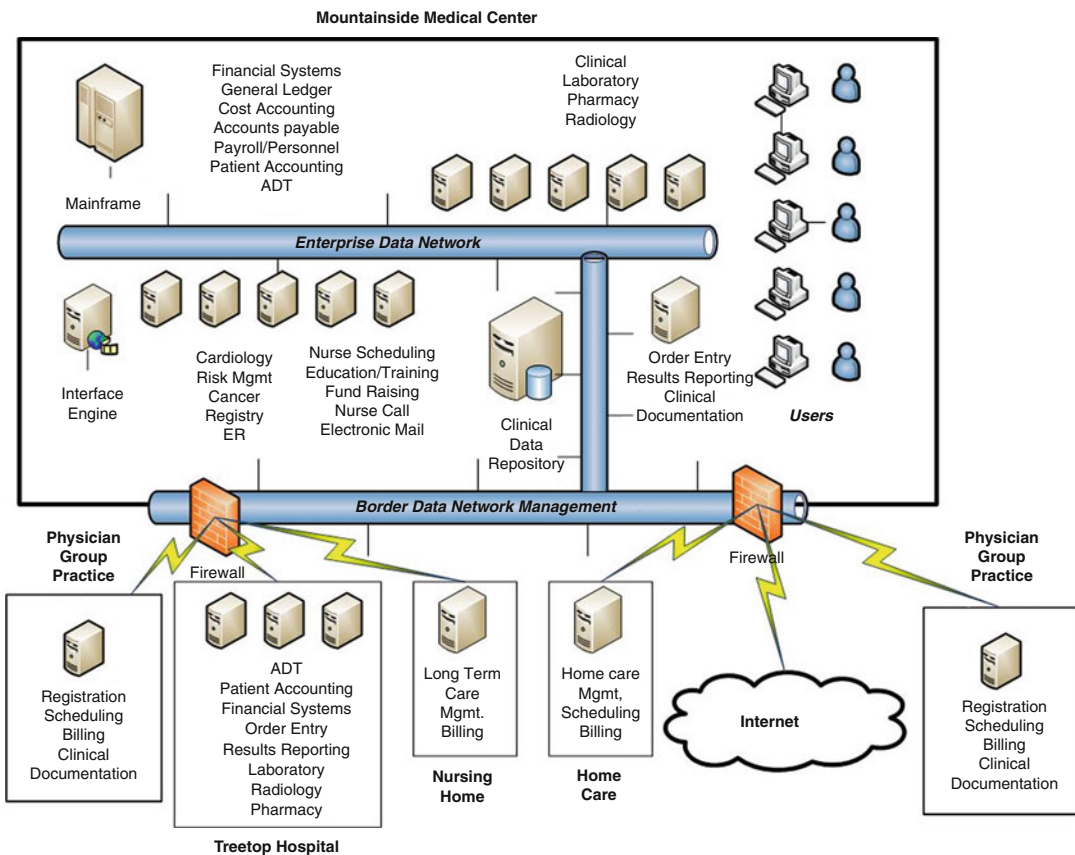 Mountainside Medical Center
Financial Systems
General Ledger
Cost Accounting
Accounts payable
Payroll/Personnel
Patient Accounting
ADT
Clinical
Laboratory
Pharmacy
Radiology
Mainframe
Enterprise Data Network
Interface
Engine
Cardiology
Risk Mgmt
Cancer
Registry
ER
Nurse Scheduling
Education/Training
Fund Raising
Nurse Call
Electronic Mail
Clinical
Data
Repository
Order Entry
Results Reporting
Clinical
Documentation
Users
Border Data Network Management
Physician
Group
Practice
Firewall
Firewall
Physician
Group
Practice
Registration
Scheduling
Billing
Clinical
Documentation
ADT
Patient Accounting
Financial Systems
Order Entry
Results Reporting
Laboratory
Radiology
Pharmacy
Treetop Hospital
Long Term
Care
Mgmt.
Billing
Nursing
Home
Home care
Mgmt,
Scheduling
Billing
Home
Care
Internet
Registration
Scheduling
Billing
Clinical
Documentation